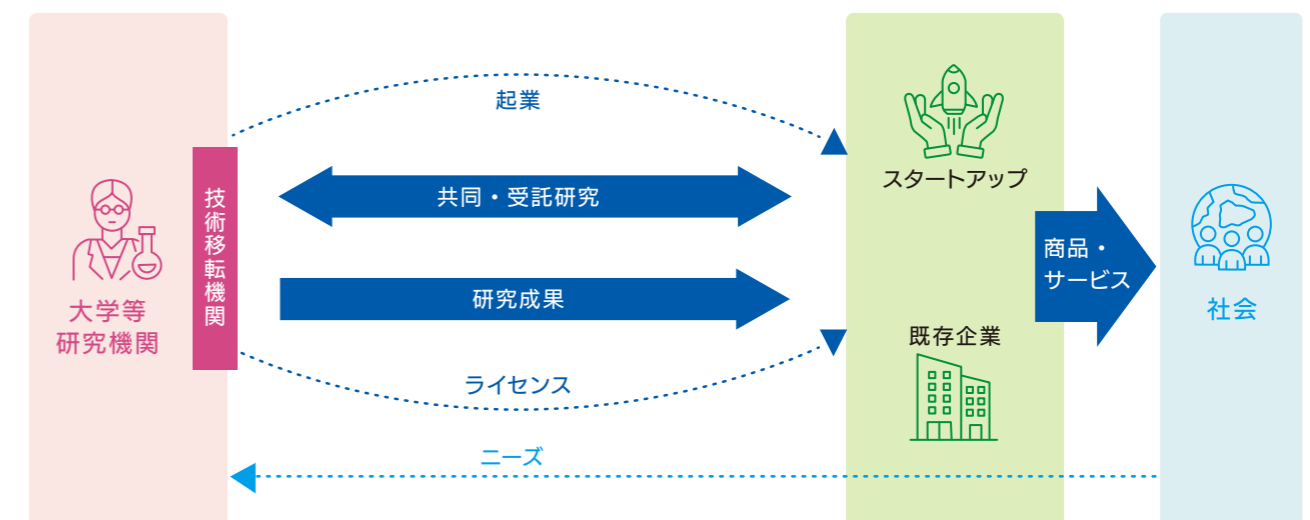 起業
スタートアップ
共同・受託研究
技術移転機関
大学等
研究機関
研究成果
商品・
サービス
社会
既存企業
ライセンス
ニーズ